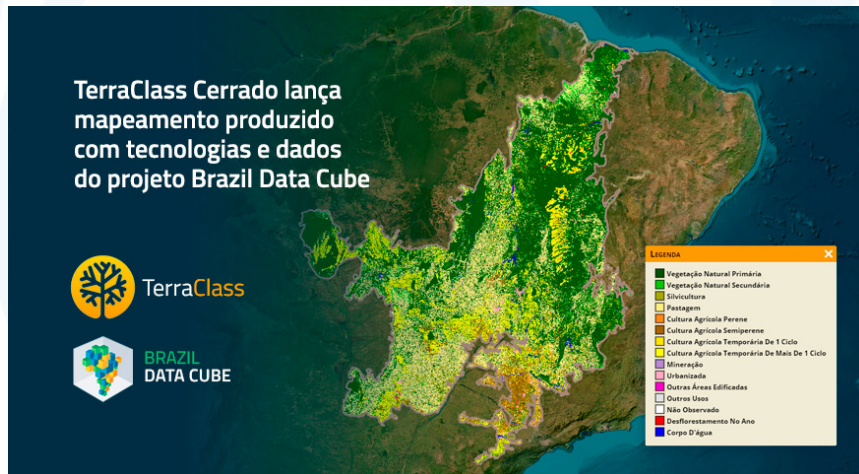 TerraClass Cerrado lança
mapeamento produzido
com tecnologias e dados
do projeto Brazil Data Cube
TerraClass
BRAZIL
DATA CUBE
LEGENDA
Vegetação Natural Primária
Vegetação Natural Secundária
Silvicultura
Pastagem
Cultura Agrícola Perene
Cultura Agrícola Semiperene
Cultura Agrícola Temporária De 1 Ciclo
Cultura Agrícola Temporária De Mais De 1 Ciclo
Mineração
Urbanizada
Outras Áreas Edificadas
Outros Usos
Não Observado
Desflorestamento No Ano
Corpo D'água